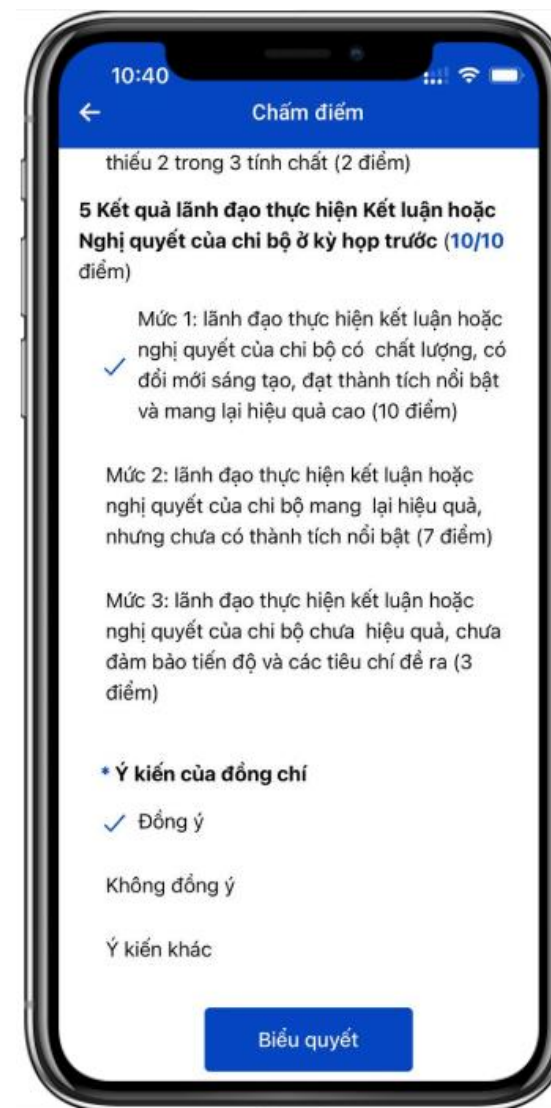 10:40
Chấm điểm
thiếu 2 trong 3 tính chất (2 điểm)
5 Kết quả lãnh đạo thực hiện Kết luận hoặc
Nghị quyết của chi bộ ở kỳ họp trước (10/10
điểm)
Mức 1: lãnh đạo thực hiện kết luận hoặc
nghị quyết của chi bộ có chất lượng, có
đổi mới sáng tạo, đạt thành tích nổi bật
và mang lại hiệu quả cao (10 điểm)
Mức 2: lãnh đạo thực hiện kết luận hoặc
nghị quyết của chi bộ mang lại hiệu quả,
nhưng chưa có thành tích nổi bật (7 điểm)
Mức 3: lãnh đạo thực hiện kết luận hoặc
nghị quyết của chi bộ chưa hiệu quả, chưa
đảm bảo tiến độ và các tiêu chí đề ra (3
điểm)
* Ý kiến của đồng chí
Đồng ý
Không đồng ý
Ý kiến khác
Biểu quyết